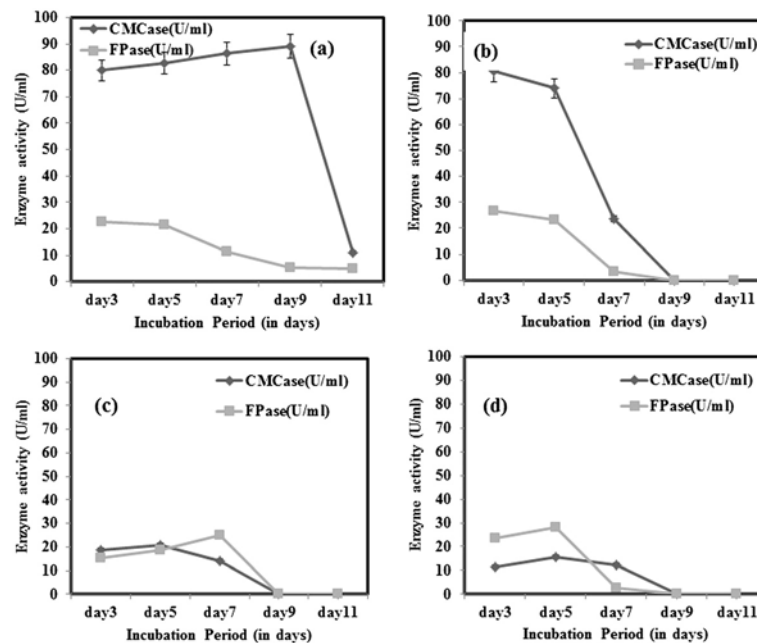 CMCase(U/ml)
FPase(U/ml)
(a)
Enzyme activity (U/ml)
100
90
80
70
60
50
40
30
20
10
0
day3 day5 day7 day9 day11
Incubation Period (in days)
(b)
CMCase(U/ml)
FPase(U/ml)
Enzymes activity (U/ml)
100
90
80
70
60
50
40
30
20
10
0
day3 day5 day7 day9 day11
Incubation Period (in days)
(c)
CMCase(U/ml)
FPase(U/ml)
Enzyme activity (U/ml)
100
90
80
70
60
50
40
30
20
10
0
day3 day5 day7 day9 day11
Incubation Period (in days)
CMCase(U/ml)
FPase(U/ml)
(d)
Enzyme activity (U/ml)
100
90
80
70
60
50
40
30
20
10
0
day3 day5 day7 day9 day11
Incubation Period (in days)